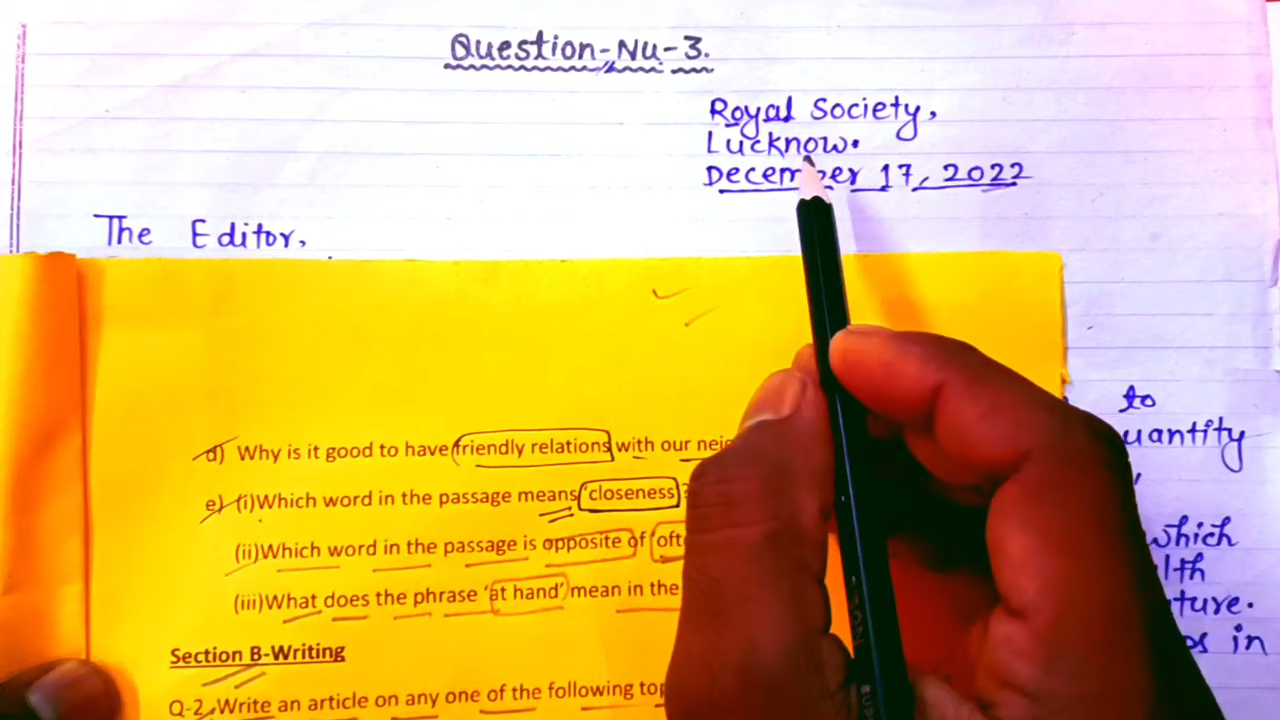 Question-Nu-3.
Royal Society,
Lucknow.
December 17, 2022
The Editor,
to
uantity
which
lth
ture.
in
d) Why is it good to have friendly relations with our nei
e) (i)Which word in the passage means 'closeness'
(ii)Which word in the passage is opposite of 'oft
(iii)What does the phrase 'at hand' mean in the
Section B-Writing
Q-2 Write an article on any one of the following top